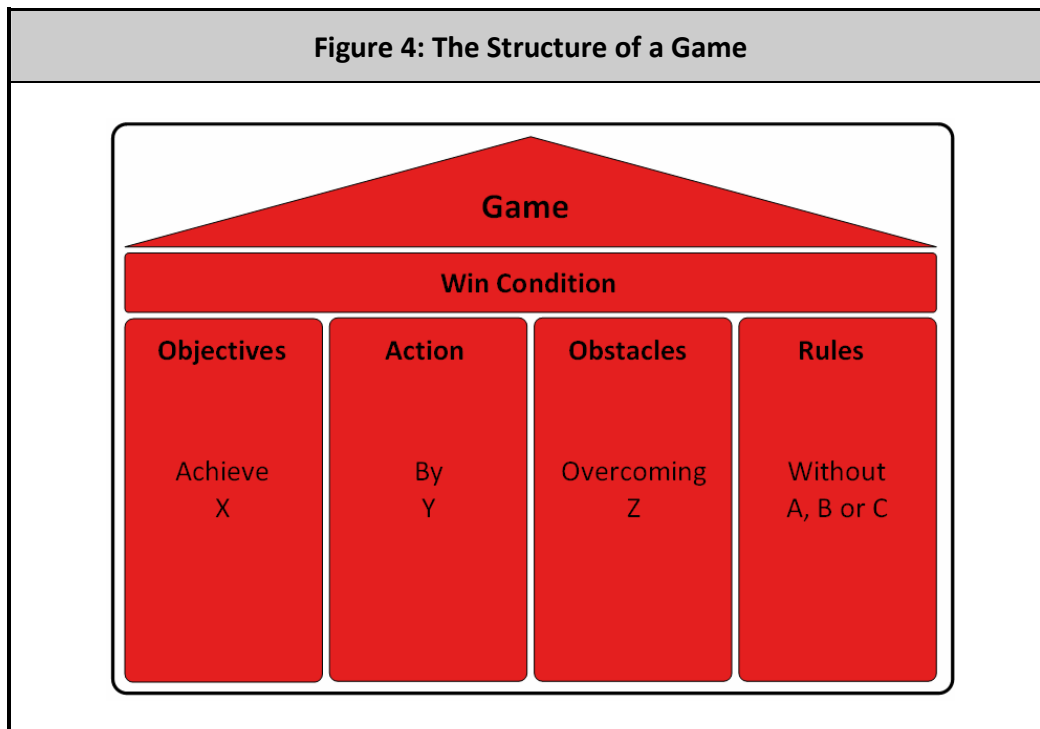 Figure 4: The Structure of a Game
Game
Win Condition
Objectives
Achieve
X
Action
By
Y
Obstacles
Overcoming
Z
Rules
Without
A, B or C